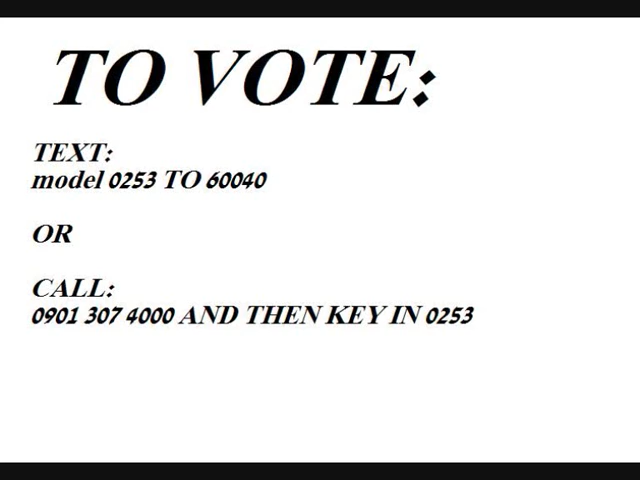 TO VOTE:
TEXT:
model 0253 TO 60040
OR
CALL:
0901 307 4000 AND THEN KEY IN 0253